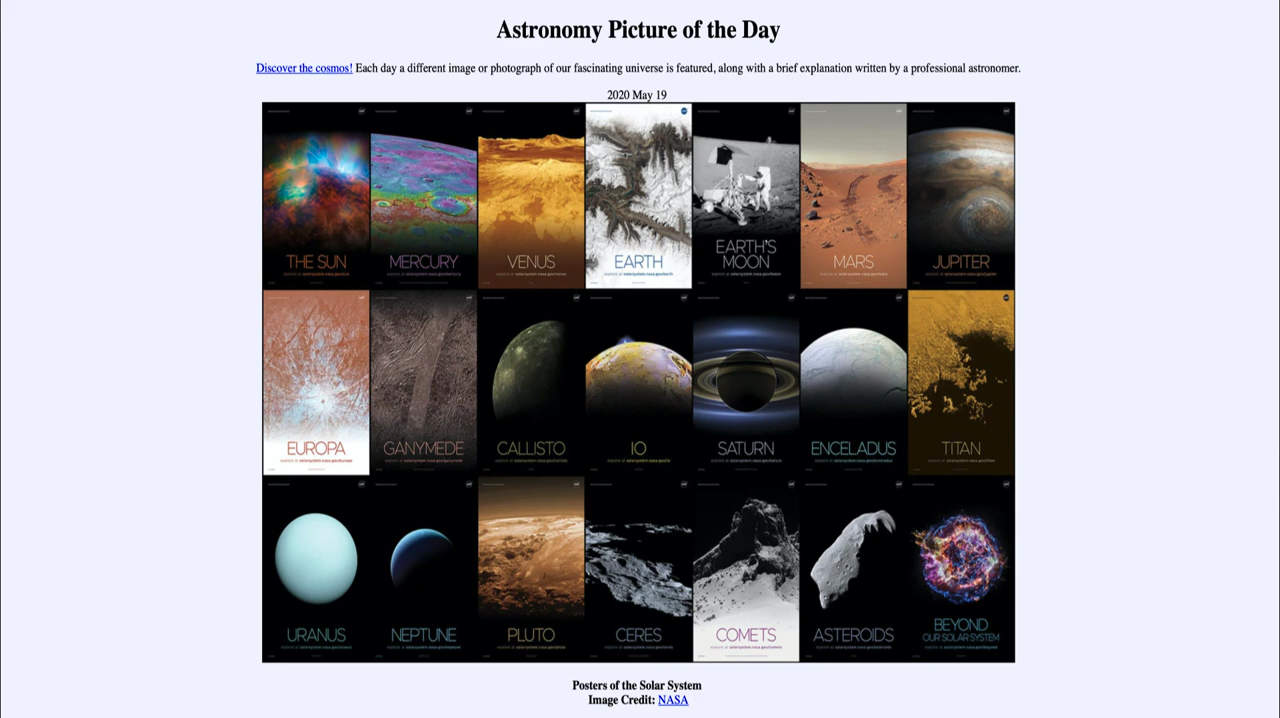 Astronomy Picture of the Day
Discover the cosmos! Each day a different image or photograph of our fascinating universe is featured, along with a brief explanation written by a professional astronomer.
2020 May 19
THE SUN
MERCURY
VENUS
EARTH
EARTH'S
MOON
MARS
JUPITER
EUROPA
GANYMEDE
CALLISTO
IO
SATURN
ENCELADUS
TITAN
URANUS
NEPTUNE
PLUTO
CERES
COMETS
ASTEROIDS
BEYOND
OUR SOLAR SYSTEM
Posters of the Solar System
Image Credit: NASA